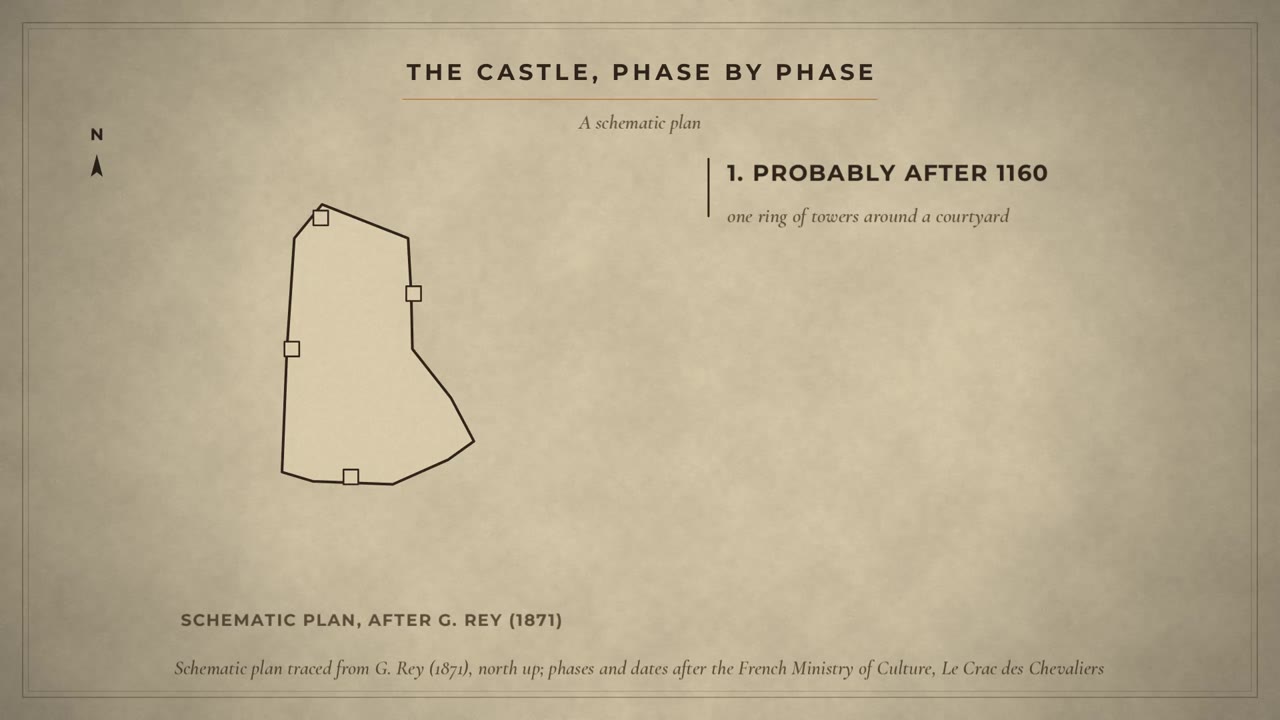 THE CASTLE, PHASE BY PHASE
A schematic plan
N
1. PROBABLY AFTER 1160
one ring of towers around a courtyard
SCHEMATIC PLAN, AFTER G. REY (1871)
Schematic plan traced from G. Rey (1871), north up; phases and dates after the French Ministry of Culture, Le Crac des Chevaliers